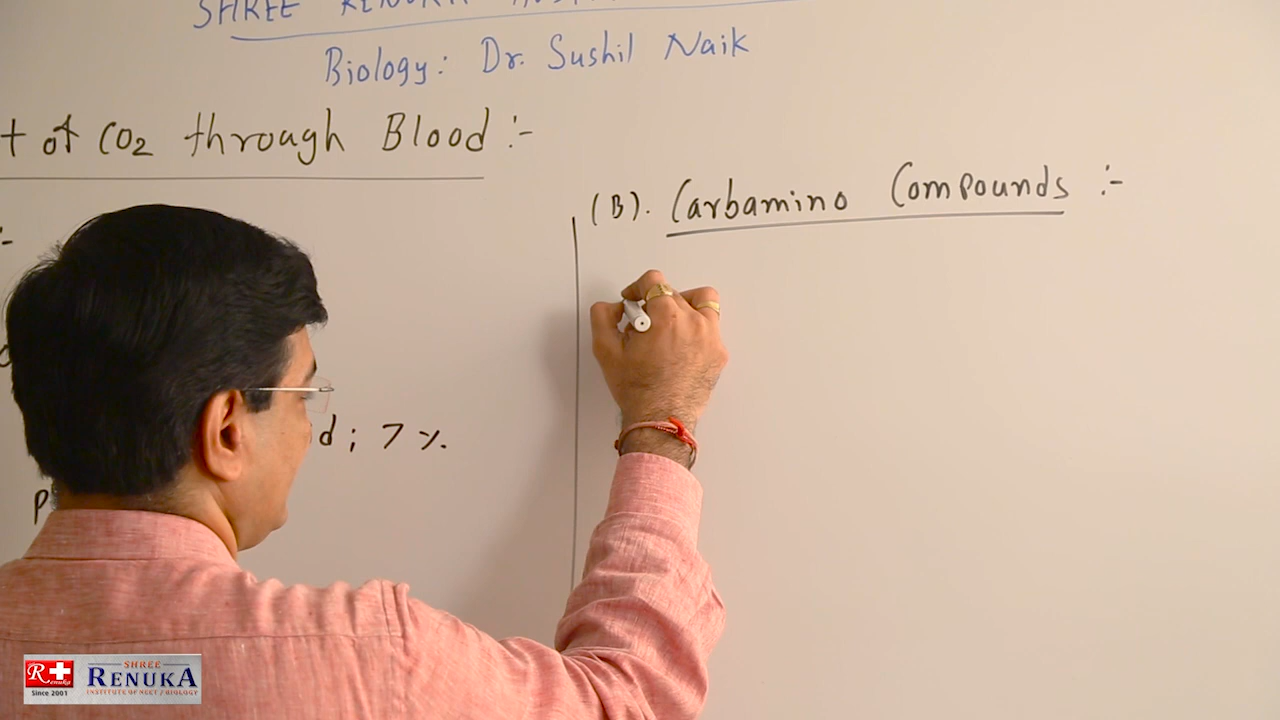 SHREE RENUKA
Biology: Dr. Sushil Naik
t of CO2 through Blood :-
(B). Carbamino Compounds :-
d ; 7 %.
P
R+
Renuka
Since 2001
SHREE
RENUKA
INSTITUTE OF NEET / BIOLOGY